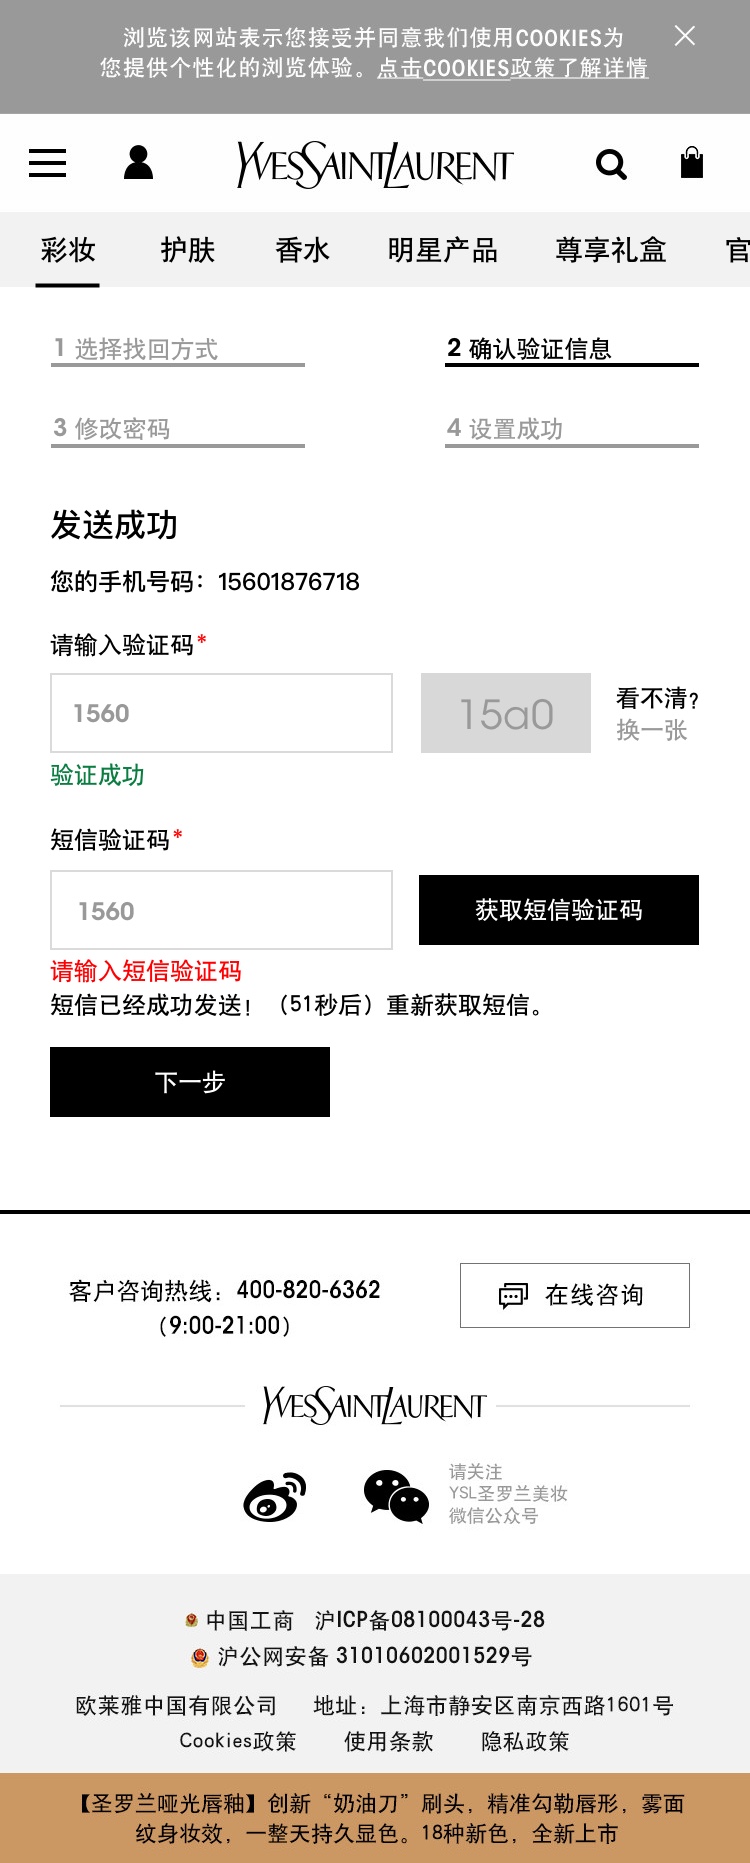 浏览该网站表示您接受并同意我们使用COOKIES为
您提供个性化的浏览体验。点击COOKIES政策了解详情
YVESSAINTLAURENT
彩妆 护肤 香水 明星产品 尊享礼盒 官
1 选择找回方式 2 确认验证信息
3 修改密码 4 设置成功
发送成功
您的手机号码：15601876718
请输入验证码*
1560 15a0 看不清?
换一张
验证成功
短信验证码*
1560 获取短信验证码
请输入短信验证码
短信已经成功发送！（51秒后）重新获取短信。
下一步
客户咨询热线：400-820-6362
（9:00-21:00）
在线咨询
YVESSAINTLAURENT
请关注
YSL圣罗兰美妆
微信公众号
中国工商 沪ICP备08100043号-28
沪公网安备 31010602001529号
欧莱雅中国有限公司 地址：上海市静安区南京西路1601号
Cookies政策 使用条款 隐私政策
【圣罗兰哑光唇釉】创新“奶油刀”刷头，精准勾勒唇形，雾面
纹身妆效，一整天持久显色。18种新色，全新上市